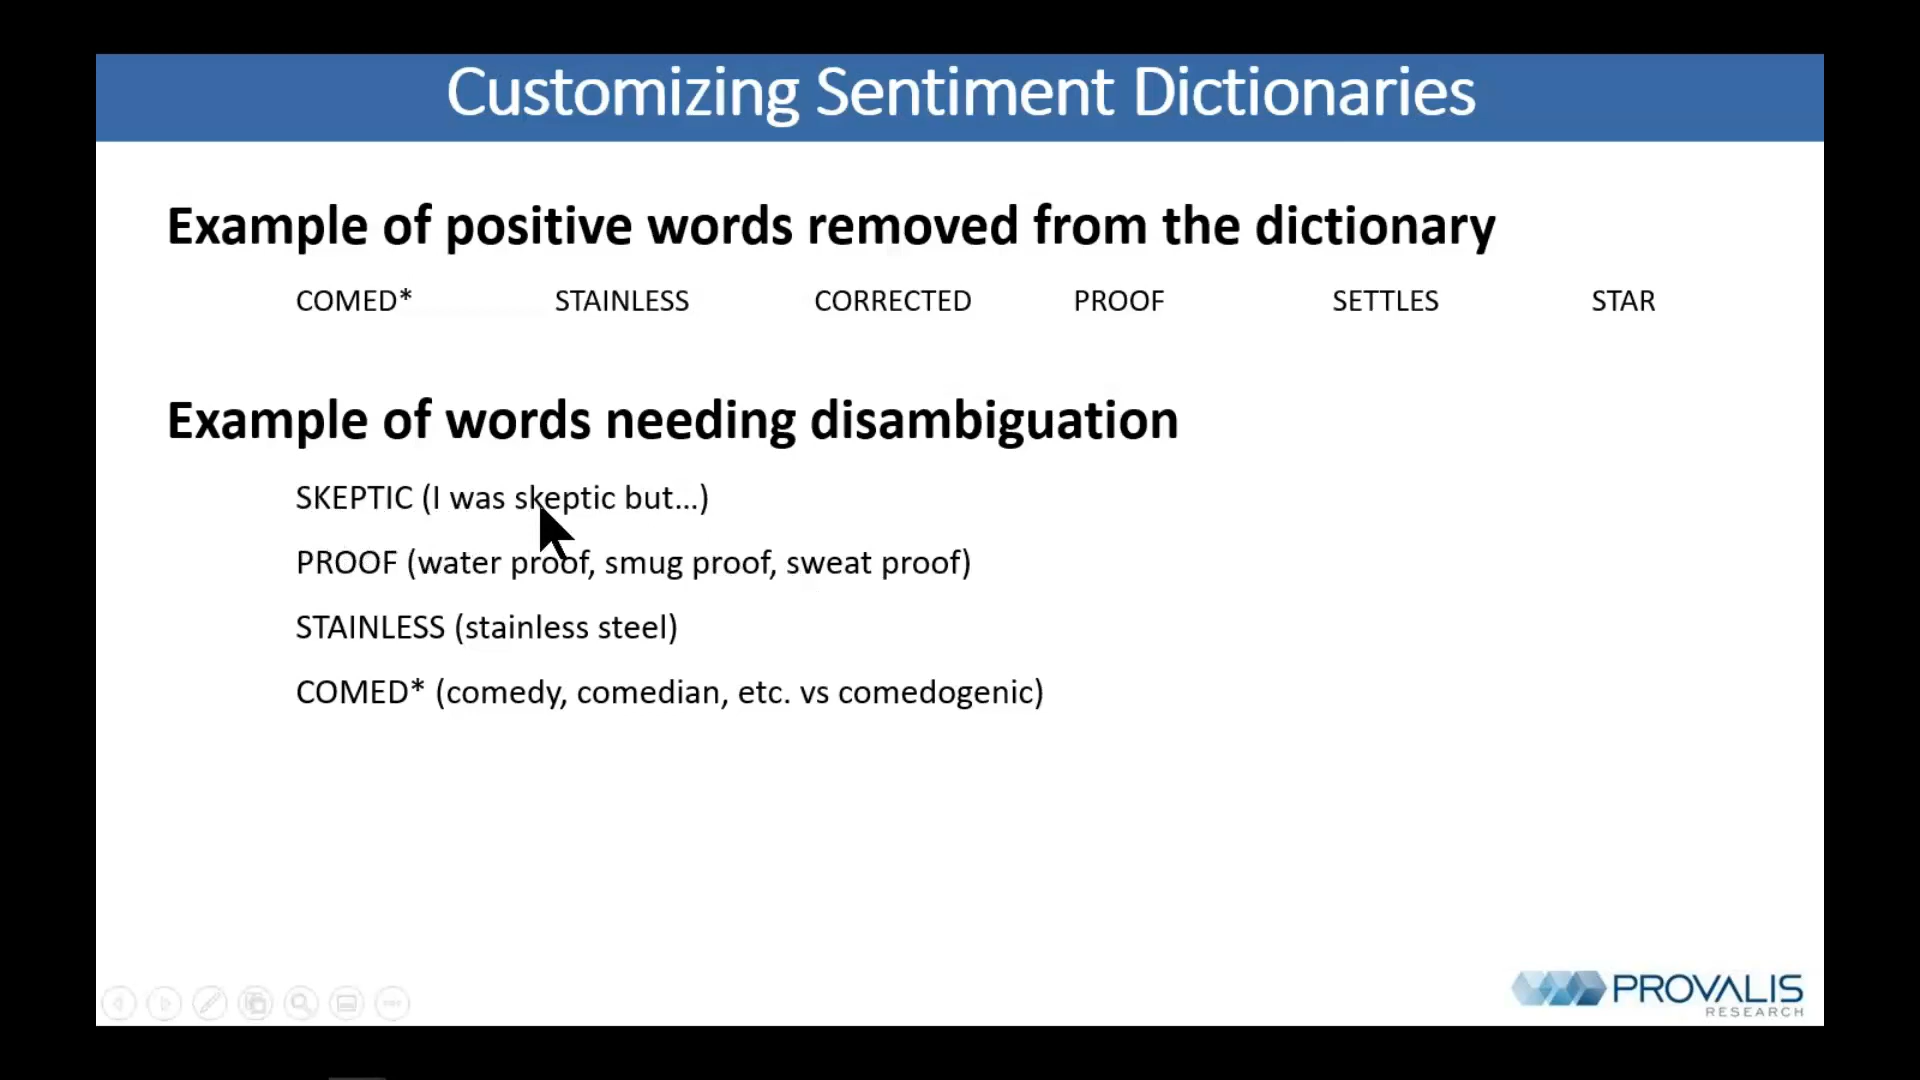 Customizing Sentiment Dictionaries
Example of positive words removed from the dictionary
COMED* STAINLESS CORRECTED PROOF SETTLES STAR
Example of words needing disambiguation
SKEPTIC (I was skeptic but...)
PROOF (water proof, smug proof, sweat proof)
STAINLESS (stainless steel)
COMED* (comedy, comedian, etc. vs comedogenic)
PROVALIS
RESEARCH